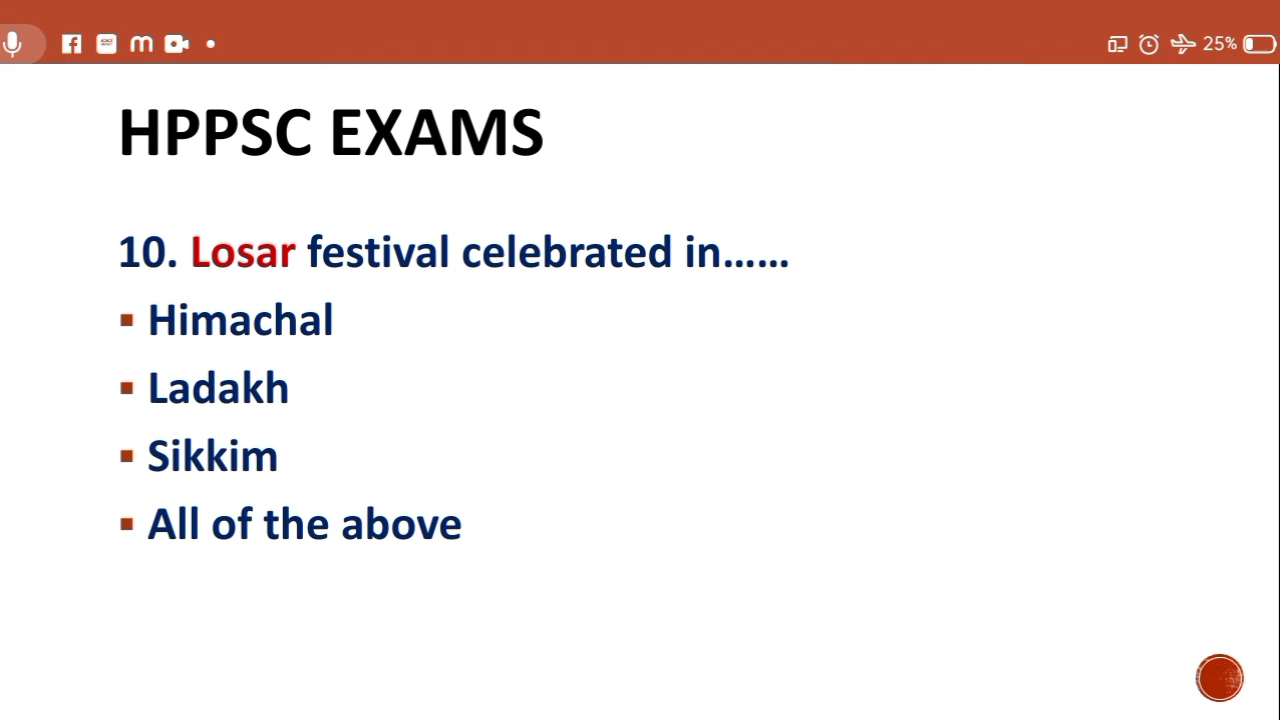 25%
HPPSC EXAMS
10. Losar festival celebrated in......
▪ Himachal
▪ Ladakh
▪ Sikkim
▪ All of the above